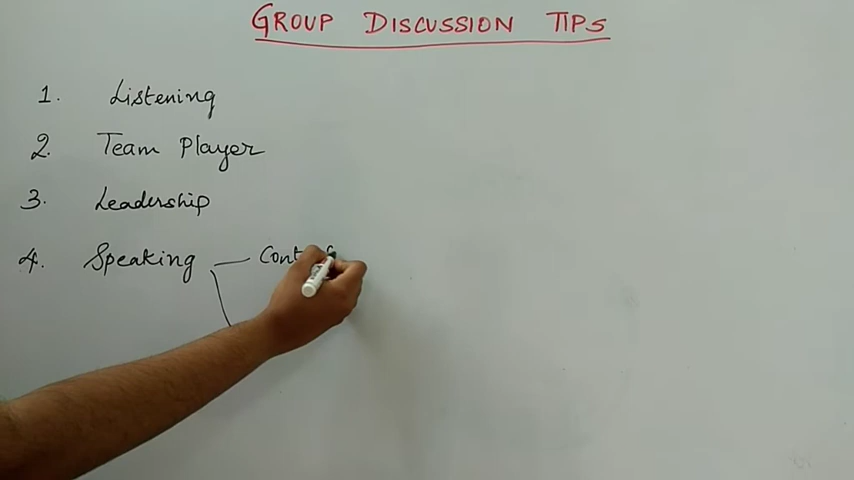 GROUP DISCUSSION TIPS
1. Listening
2. Team Player
3. Leadership
4. Speaking —